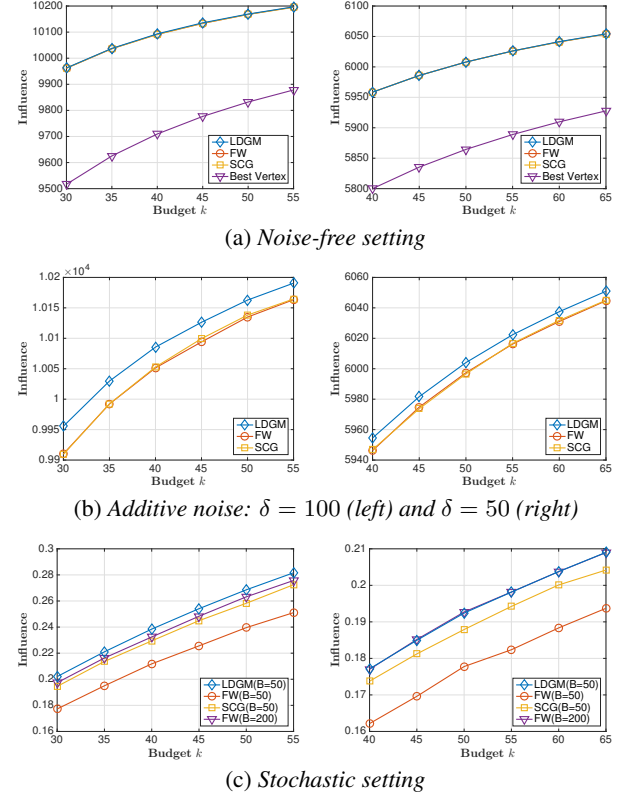 10200
10100
10000
9900
9800
9700
9600
9500
Influence
30 35 40 45 50 55
Budget k
LDGM
FW
SCG
Best Vertex
6100
6050
6000
5950
5900
5850
5800
Influence
40 45 50 55 60 65
Budget k
LDGM
FW
SCG
Best Vertex
(a) Noise-free setting
×10⁴
1.02
1.015
1.01
1.005
1
0.995
0.99
Influence
30 35 40 45 50 55
Budget k
LDGM
FW
SCG
6060
6040
6020
6000
5980
5960
5940
Influence
40 45 50 55 60 65
Budget k
LDGM
FW
SCG
(b) Additive noise: δ = 100 (left) and δ = 50 (right)
0.3
0.28
0.26
0.24
0.22
0.2
0.18
0.16
Influence
30 35 40 45 50 55
Budget k
LDGM(B=50)
FW(B=50)
SCG(B=50)
FW(B=200)
0.21
0.2
0.19
0.18
0.17
0.16
Influence
40 45 50 55 60 65
Budget k
LDGM(B=50)
FW(B=50)
SCG(B=50)
FW(B=200)
(c) Stochastic setting